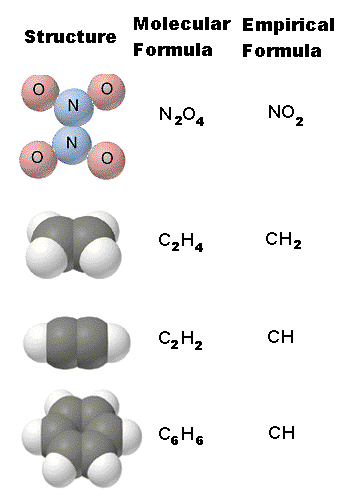 Structure Molecular Formula Empirical Formula
O O
N
N
O O
N₂O₄ NO₂
C₂H₄ CH₂
C₂H₂ CH
C₆H₆ CH